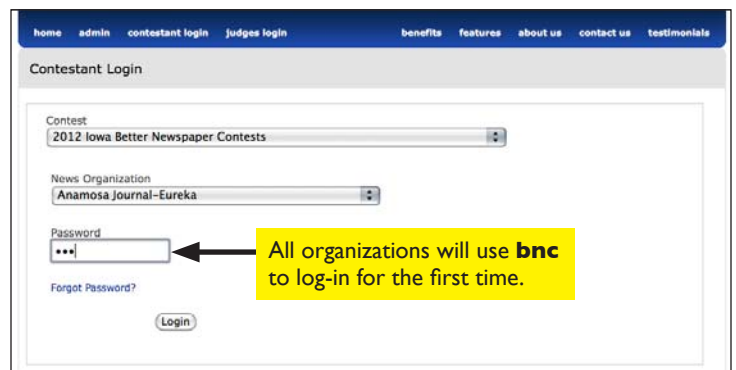 home admin contestant login judges login benefits features about us contact us testimonials
Contestant Login
Contest
2012 Iowa Better Newspaper Contests
News Organization
Anamosa Journal-Eureka
Password
•••
All organizations will use bnc
to log-in for the first time.
Forgot Password?
Login